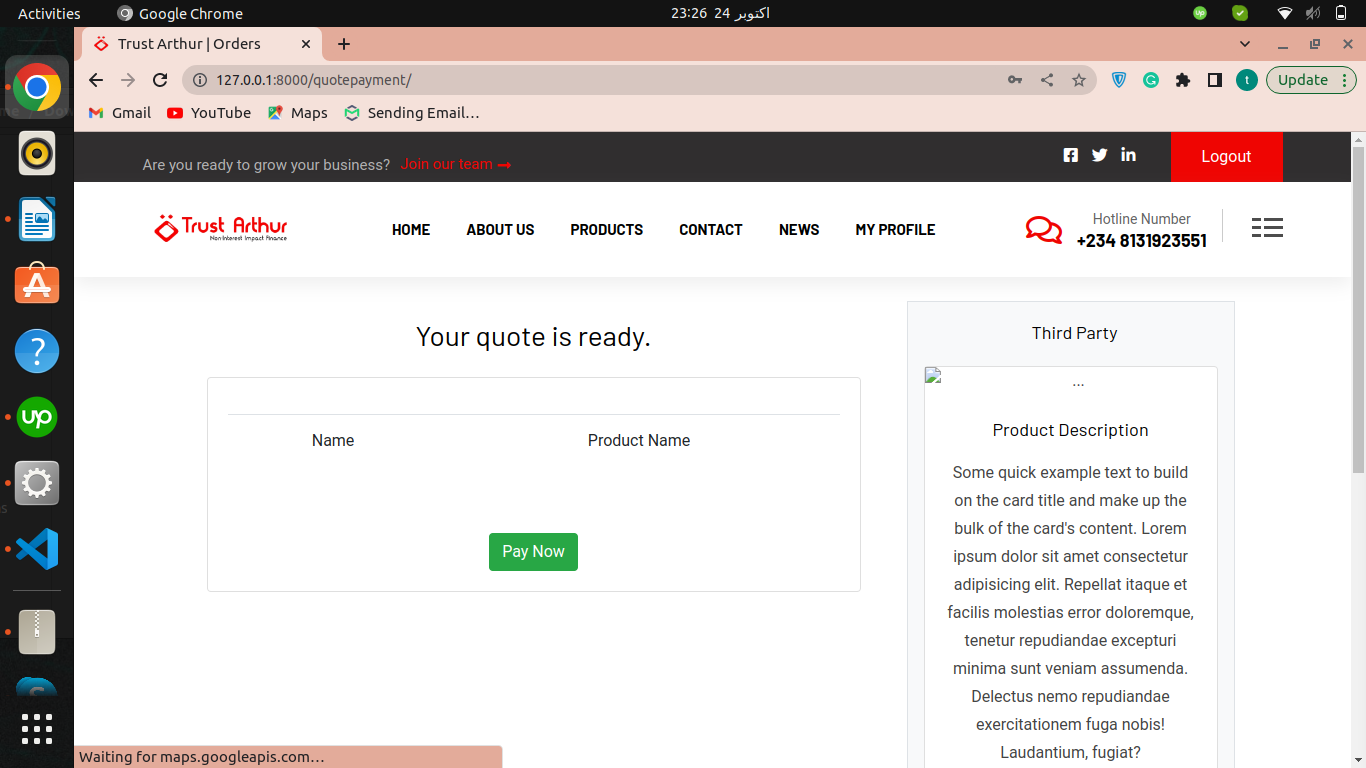 Activities
Google Chrome
23:26 24 اکتوبر
Trust Arthur | Orders
127.0.0.1:8000/quotepayment/
t
Update
Gmail
YouTube
Maps
Sending Email…
Are you ready to grow your business?
Join our team
Logout
Trust Arthur
Non-Interest Impact Finance
HOME
ABOUT US
PRODUCTS
CONTACT
NEWS
MY PROFILE
Hotline Number
+234 8131923551
Your quote is ready.
Name
Product Name
Pay Now
Third Party
...
Product Description
Some quick example text to build
on the card title and make up the
bulk of the card's content. Lorem
ipsum dolor sit amet consectetur
adipisicing elit. Repellat itaque et
facilis molestias error doloremque,
tenetur repudiandae excepturi
minima sunt veniam assumenda.
Delectus nemo repudiandae
exercitationem fuga nobis!
Laudantium, fugiat?
Waiting for maps.googleapis.com…